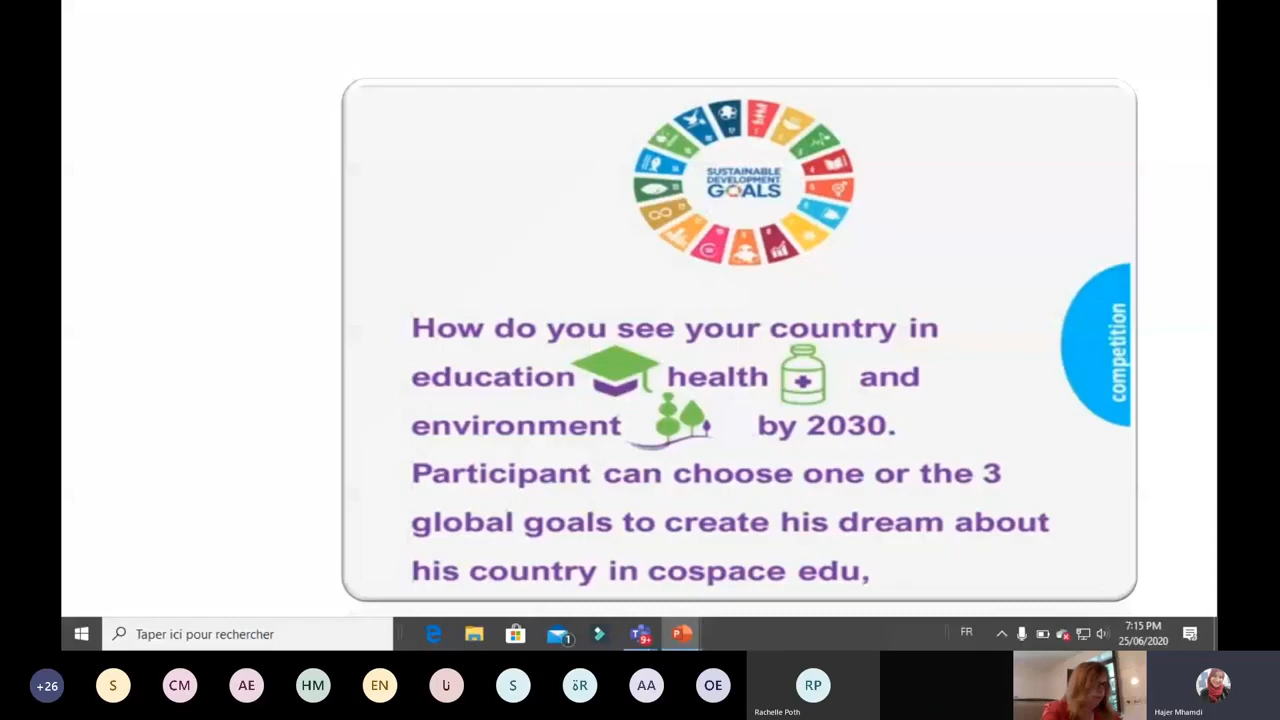 SUSTAINABLE
DEVELOPMENT
GOALS
How do you see your country in
education health and
environment by 2030.
Participant can choose one or the 3
global goals to create his dream about
his country in cospace edu,
competition
Taper ici pour rechercher
1
9+
FR
7:15 PM
25/06/2020
+26
S
CM
AE
HM
EN
S
AA
OE
RP
Rachelle Poth
Hajer Mhamdi